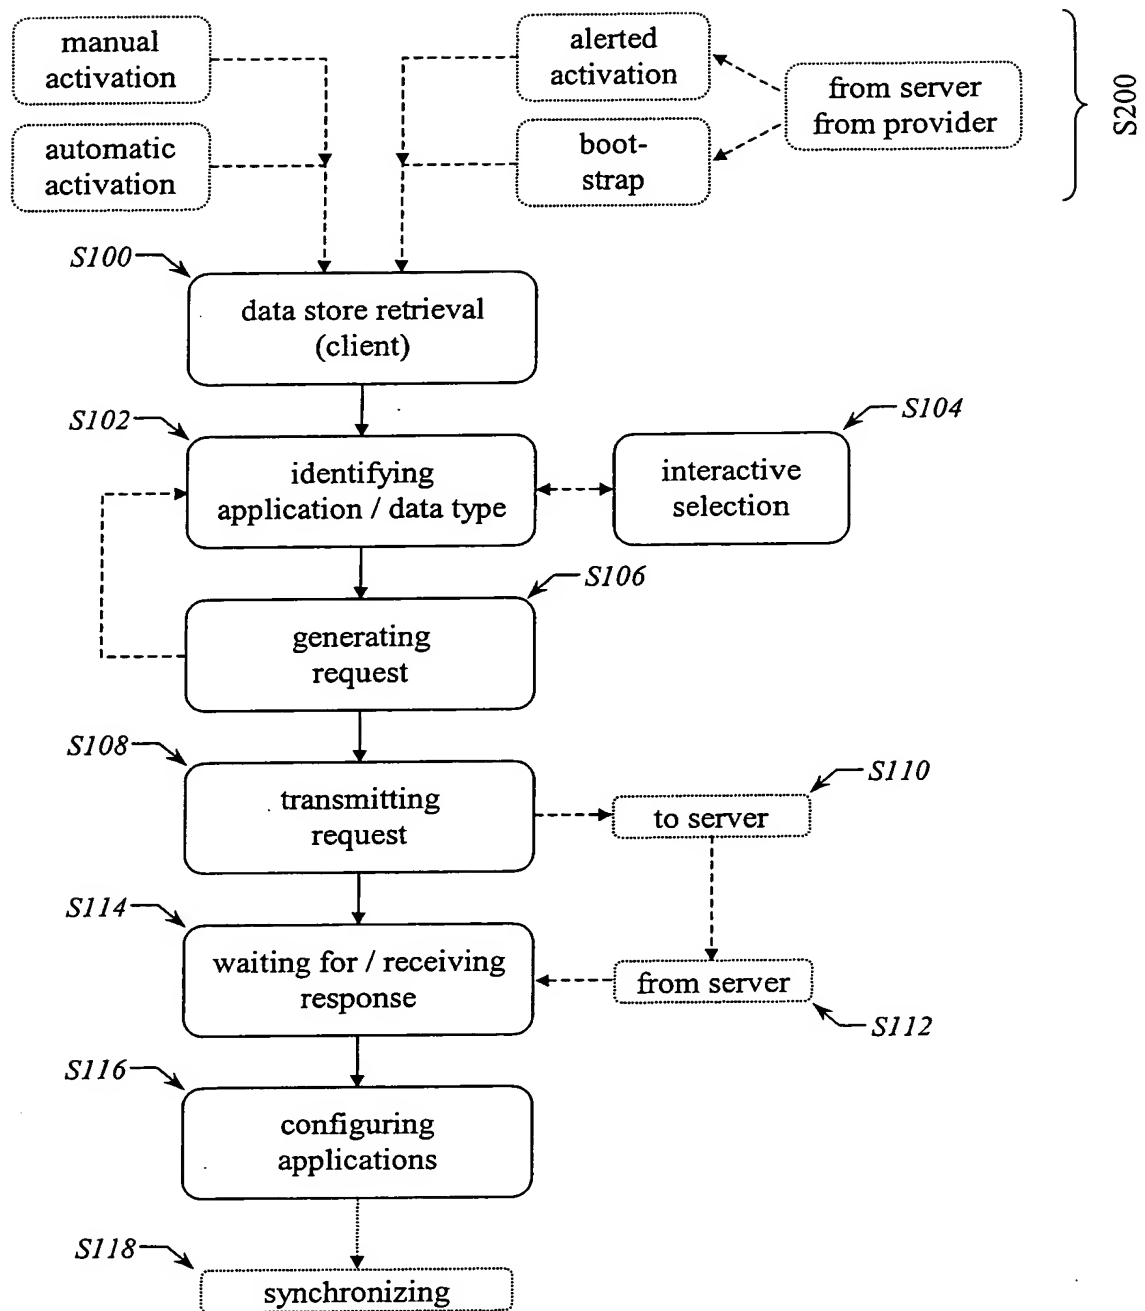 manual
activation
alerted
activation
from server
from provider
S200
automatic
activation
boot-
strap
S100
data store retrieval
(client)
S102
identifying
application / data type
S104
interactive
selection
S106
generating
request
S108
transmitting
request
S110
to server
S114
waiting for / receiving
response
from server
S112
S116
configuring
applications
S118
synchronizing